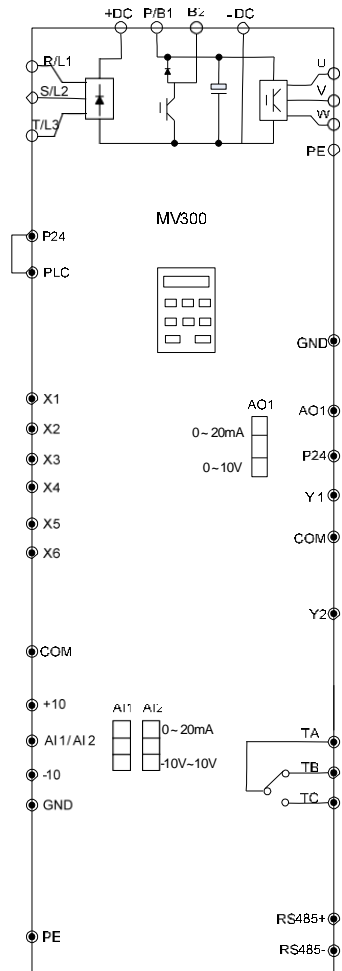 +DC P/B1 B2 -DC
R/L1
S/L2
T/L3
U
V
W
PE
MV300
P24
PLC
GND
X1
X2
X3
X4
X5
X6
AO1
0~20mA
0~10V
AO1
P24
Y1
COM
Y2
COM
+10
AI1/AI2
-10
GND
AI1 AI2
0~20mA
-10V~10V
TA
TB
TC
RS485+
RS485-
PE